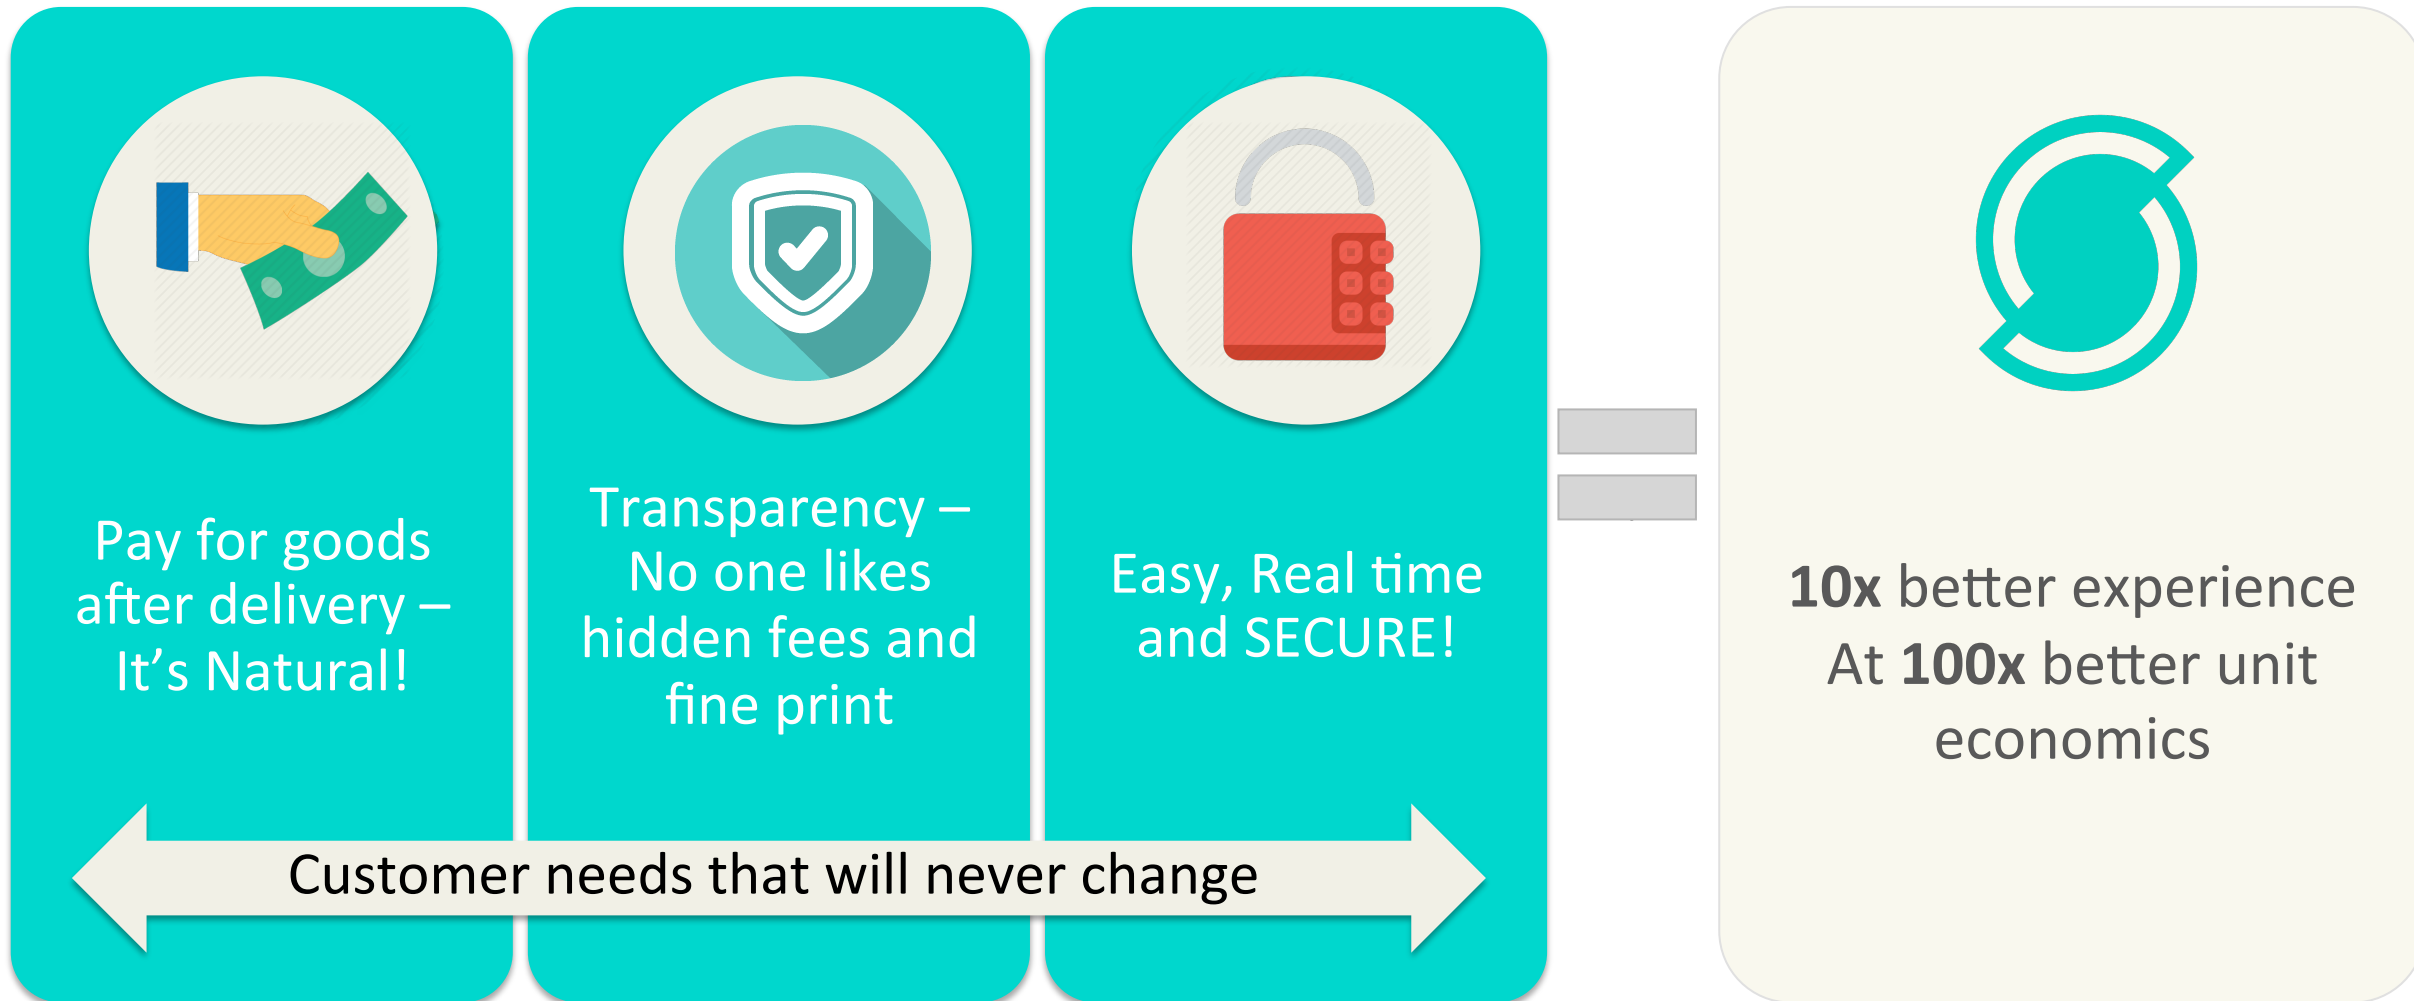 Pay for goods
after delivery –
It’s Natural!
Transparency –
No one likes
hidden fees and
fine print
Easy, Real time
and SECURE!
Customer needs that will never change
10x better experience
At 100x better unit
economics